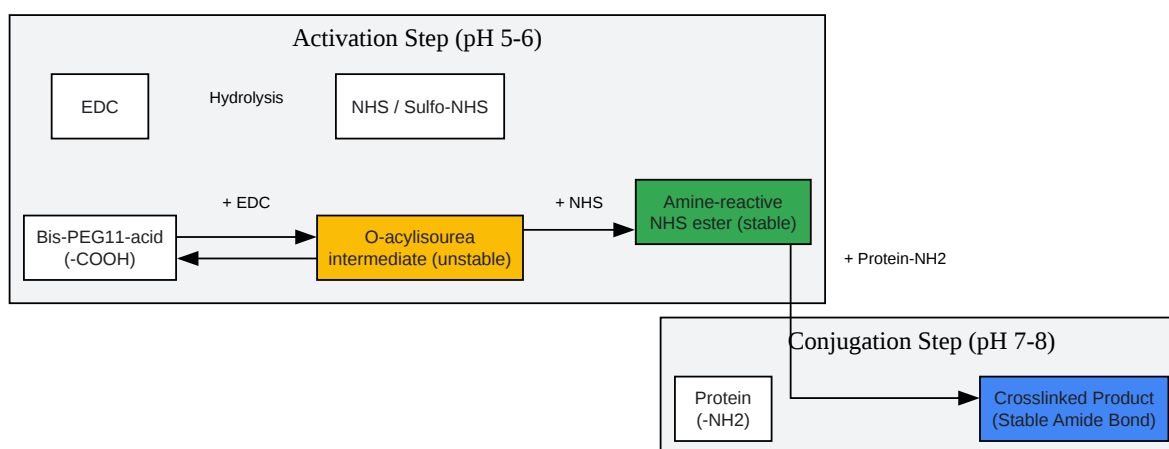 Activation Step (pH 5-6)
EDC
Hydrolysis
NHS / Sulfo-NHS
+ EDC
+ NHS
Amine-reactive
NHS ester (stable)
Bis-PEG11-acid
(-COOH)
O-acylisourea
intermediate (unstable)
+ Protein-NH2
Conjugation Step (pH 7-8)
Protein
(-NH2)
Crosslinked Product
(Stable Amide Bond)